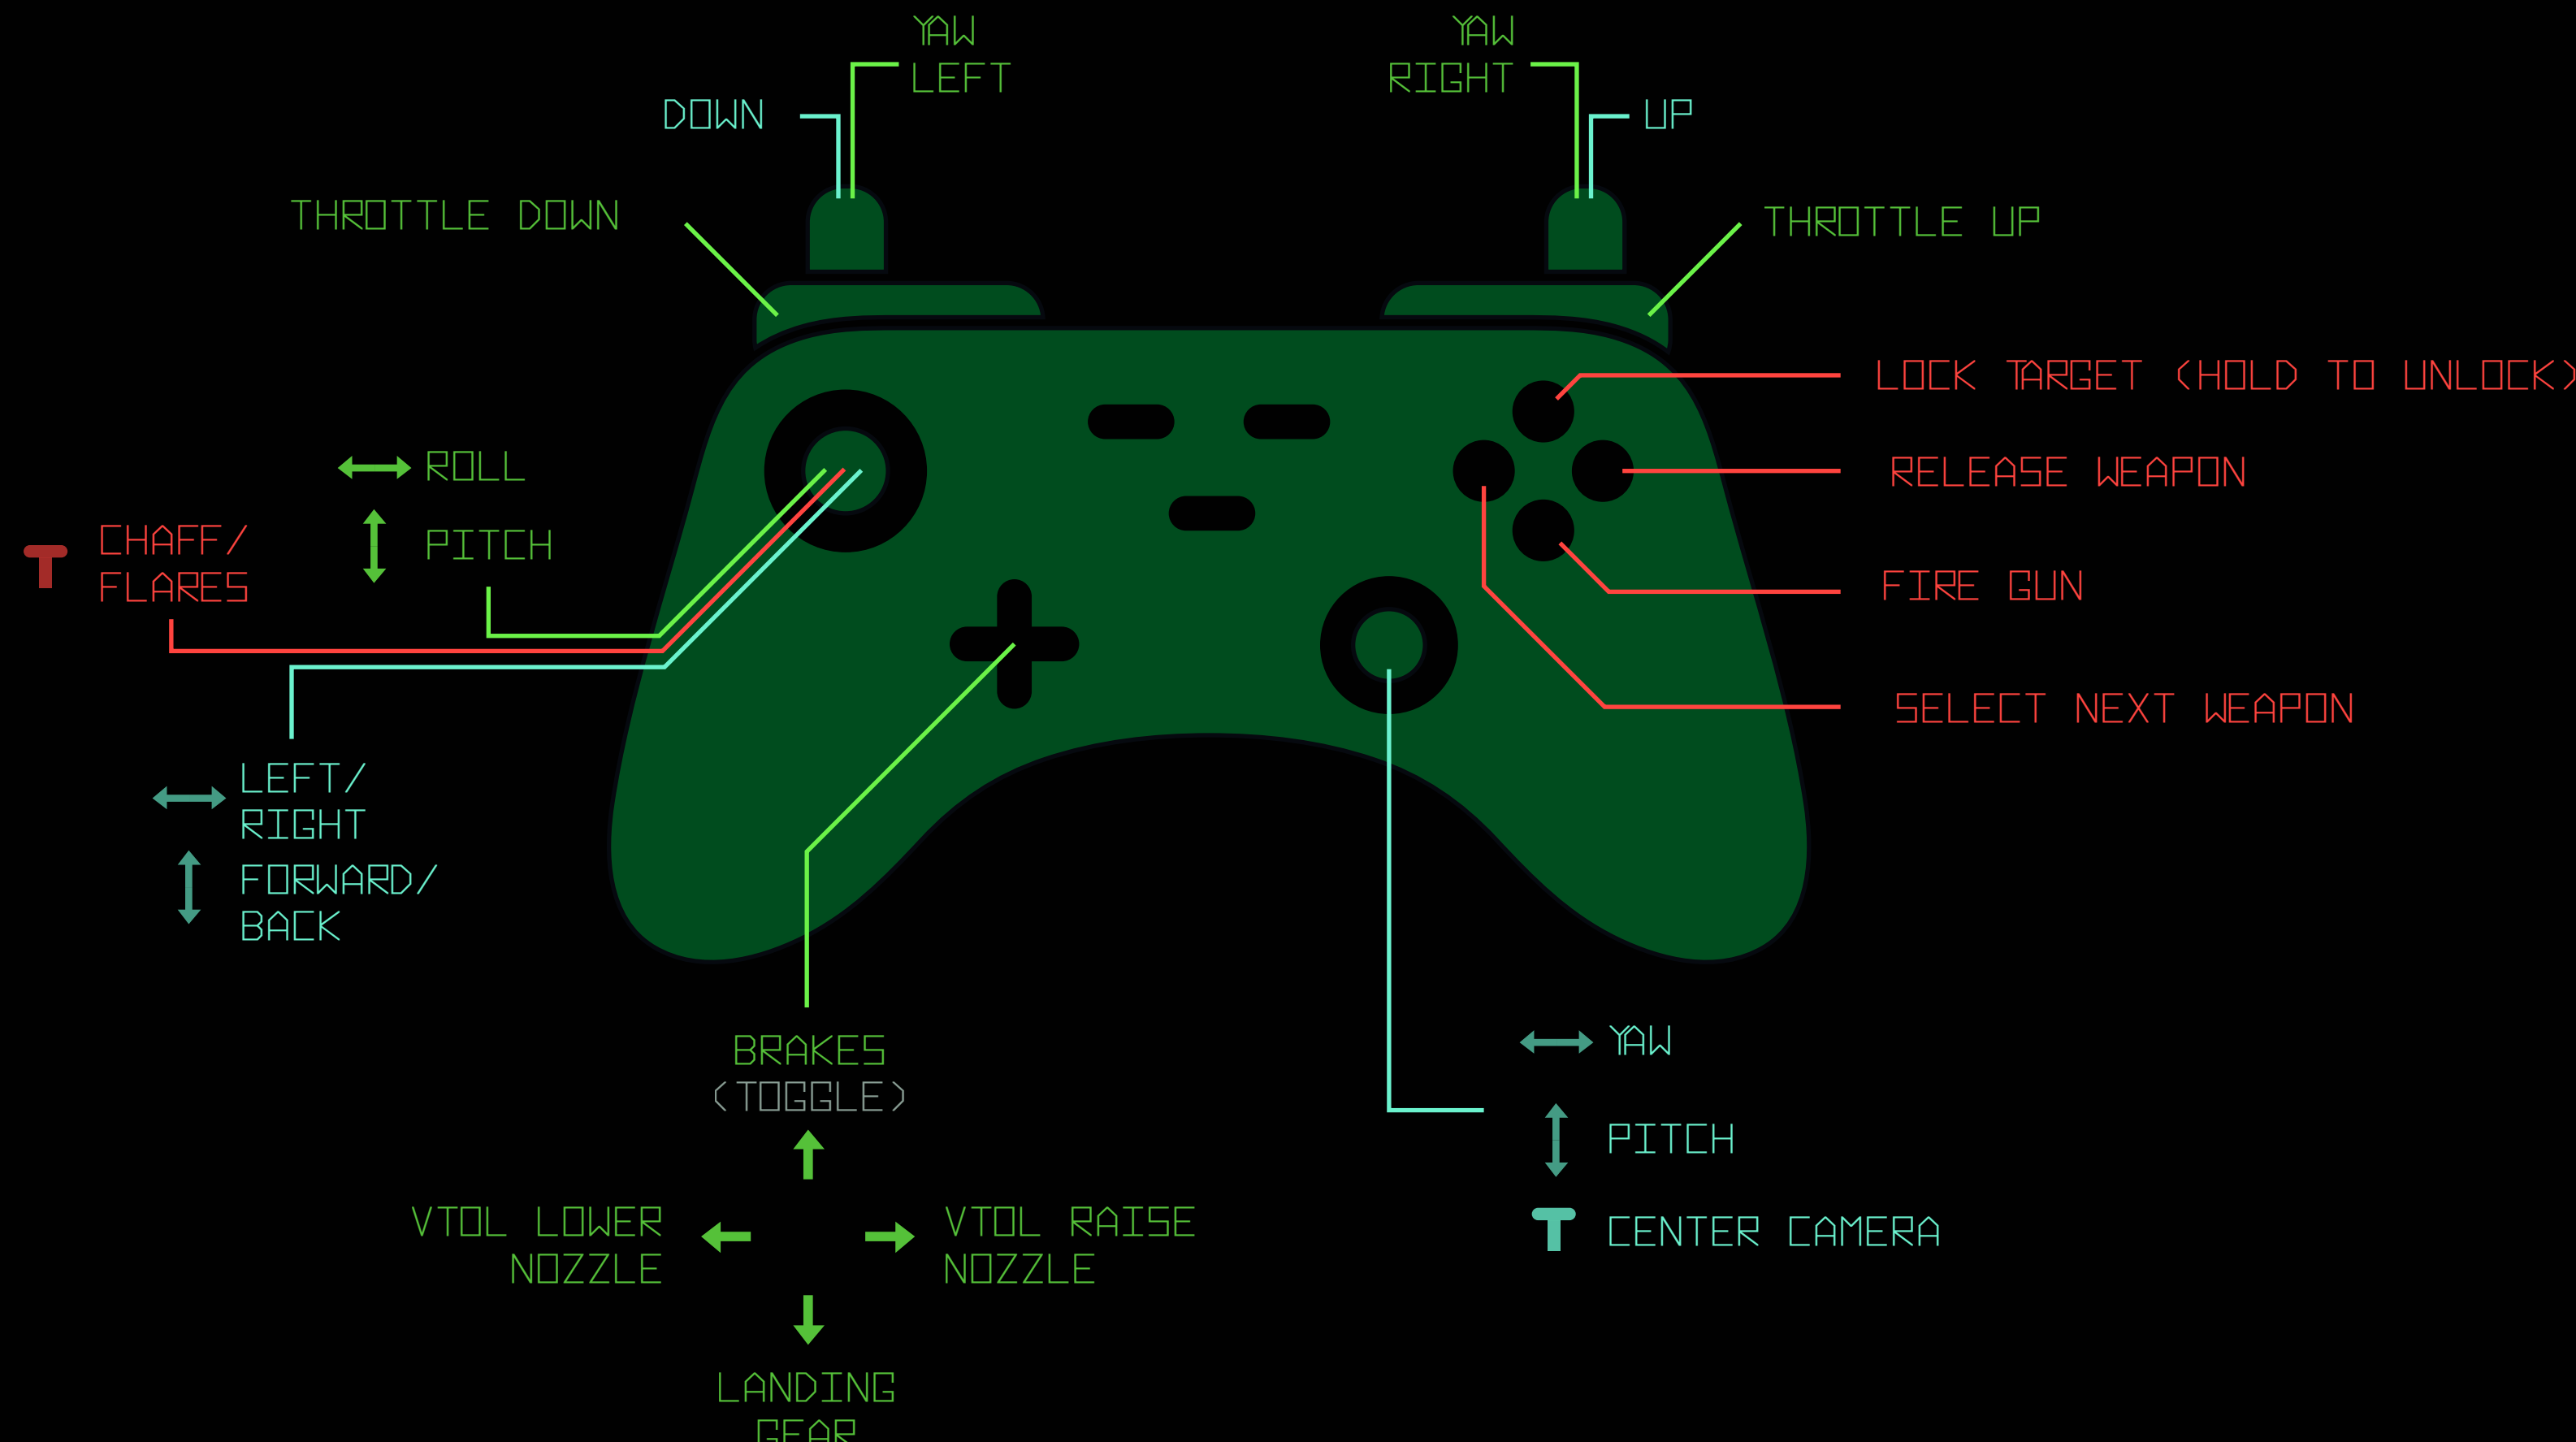 YAW
LEFT
YAW
RIGHT
DOWN
UP
THROTTLE DOWN
THROTTLE UP
LOCK TARGET (HOLD TO UNLOCK)
ROLL
RELEASE WEAPON
PITCH
CHAFF/
FLARES
FIRE GUN
SELECT NEXT WEAPON
LEFT/
RIGHT
FORWARD/
BACK
BRAKES
(TOGGLE)
YAW
PITCH
CENTER CAMERA
VTOL LOWER
NOZZLE
VTOL RAISE
NOZZLE
LANDING
GEAR